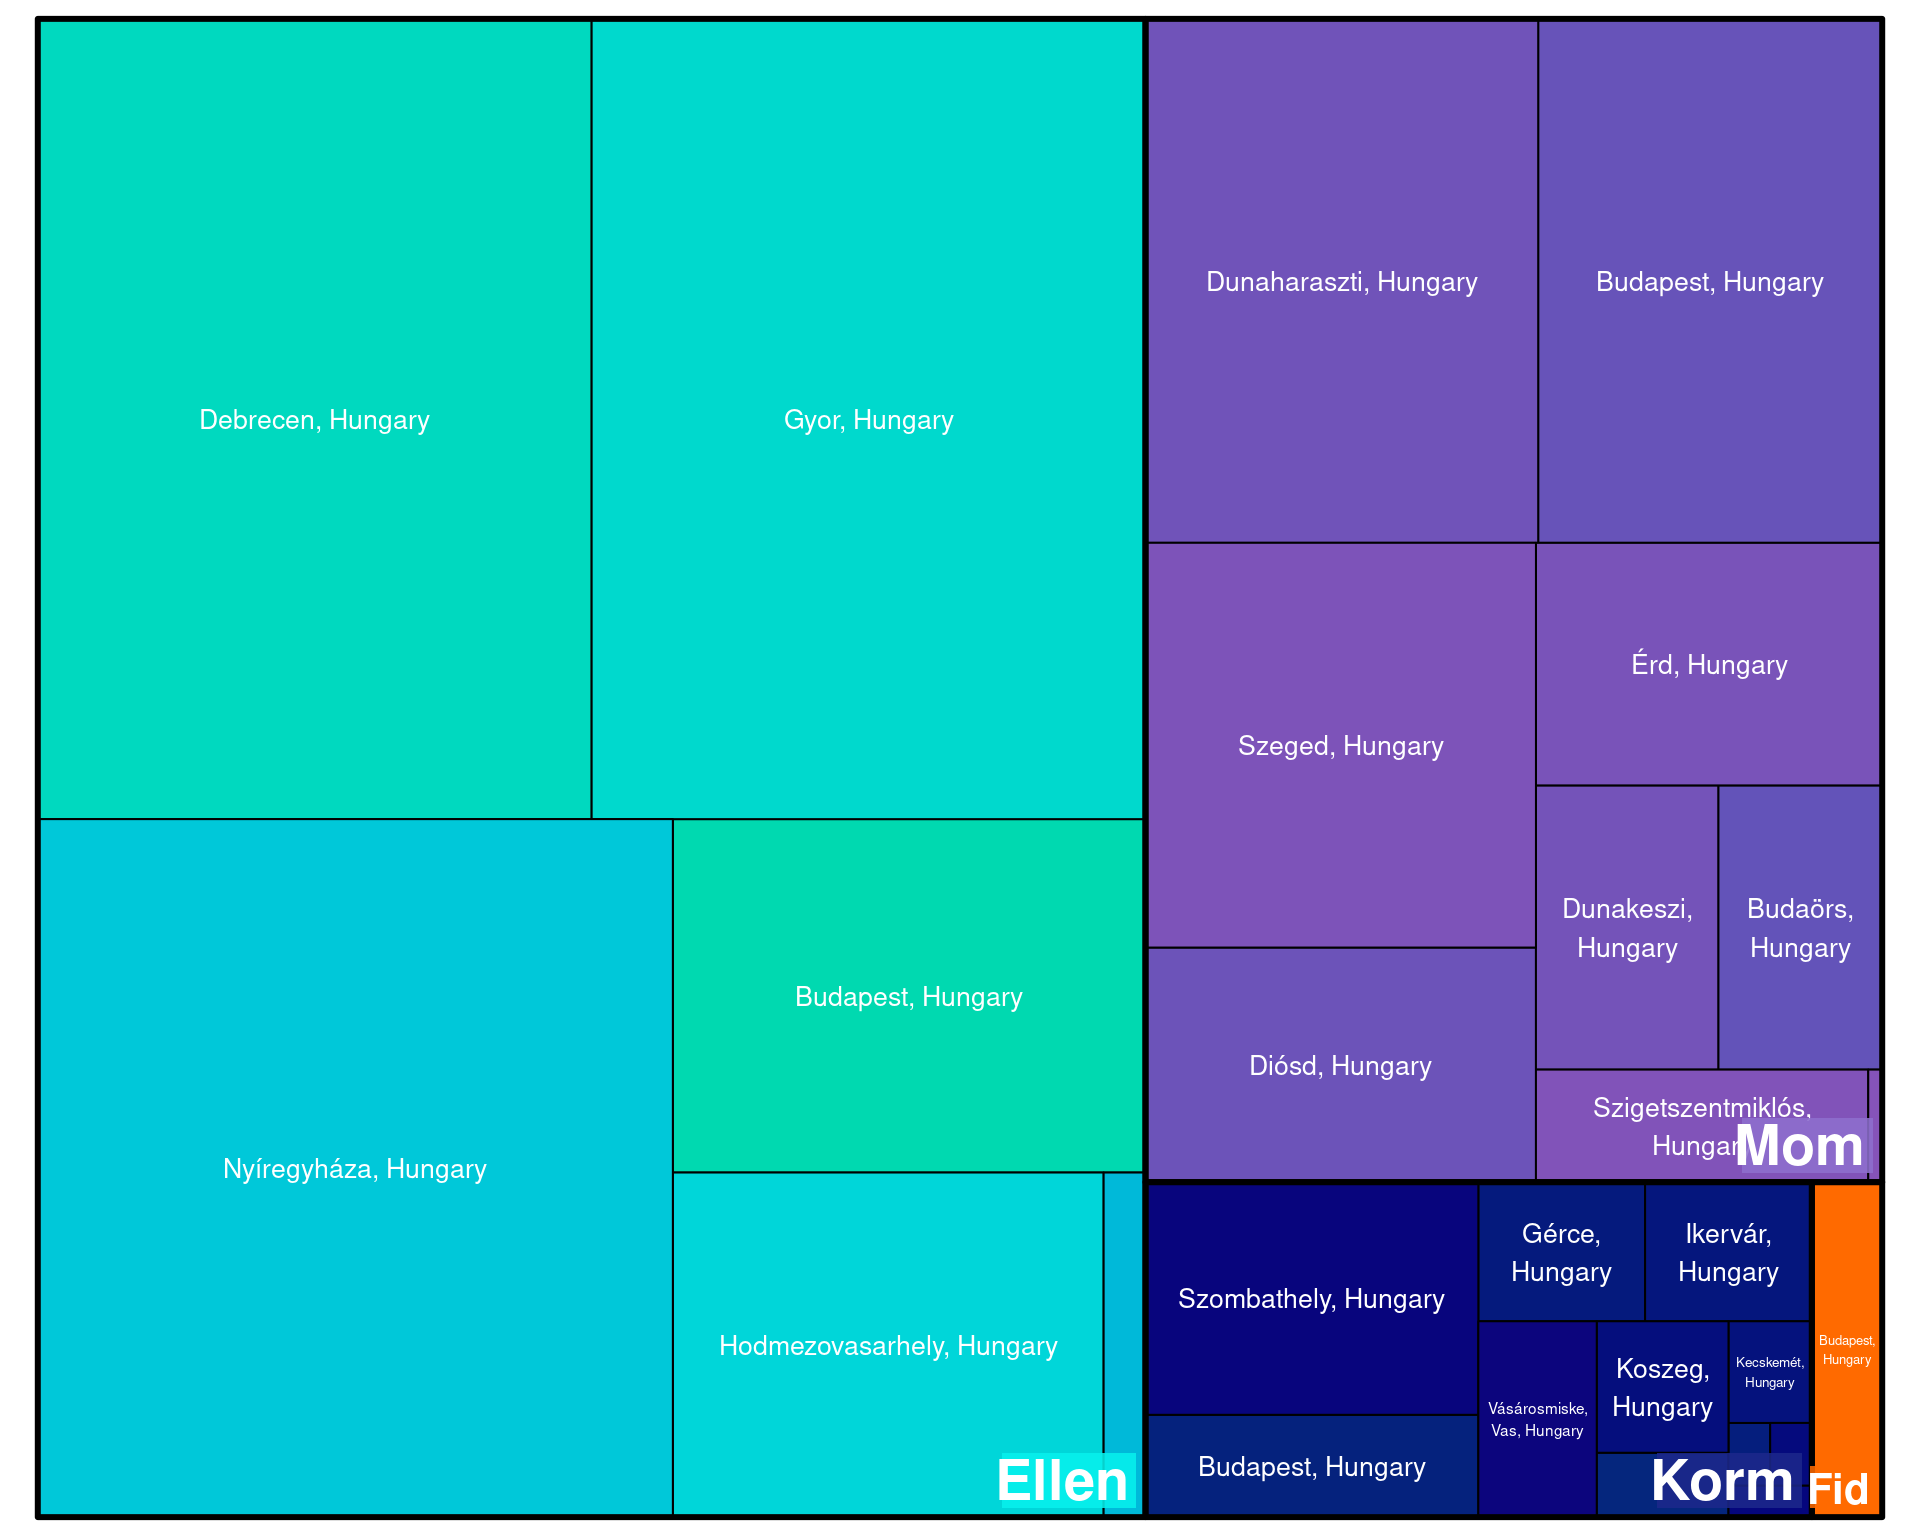 Debrecen, Hungary
Gyor, Hungary
Nyíregyháza, Hungary
Budapest, Hungary
Hodmezovasarhely, Hungary
Ellen
Dunaharaszti, Hungary
Budapest, Hungary
Szeged, Hungary
Érd, Hungary
Dunakeszi,
Hungary
Budaörs,
Hungary
Diósd, Hungary
Szigetszentmiklós,
Hungary
Mom
Szombathely, Hungary
Gérce,
Hungary
Ikervár,
Hungary
Vásárosmiske,
Vas, Hungary
Koszeg,
Hungary
Kecskemét,
Hungary
Budapest, Hungary
Korm
Budapest,
Hungary
Fid